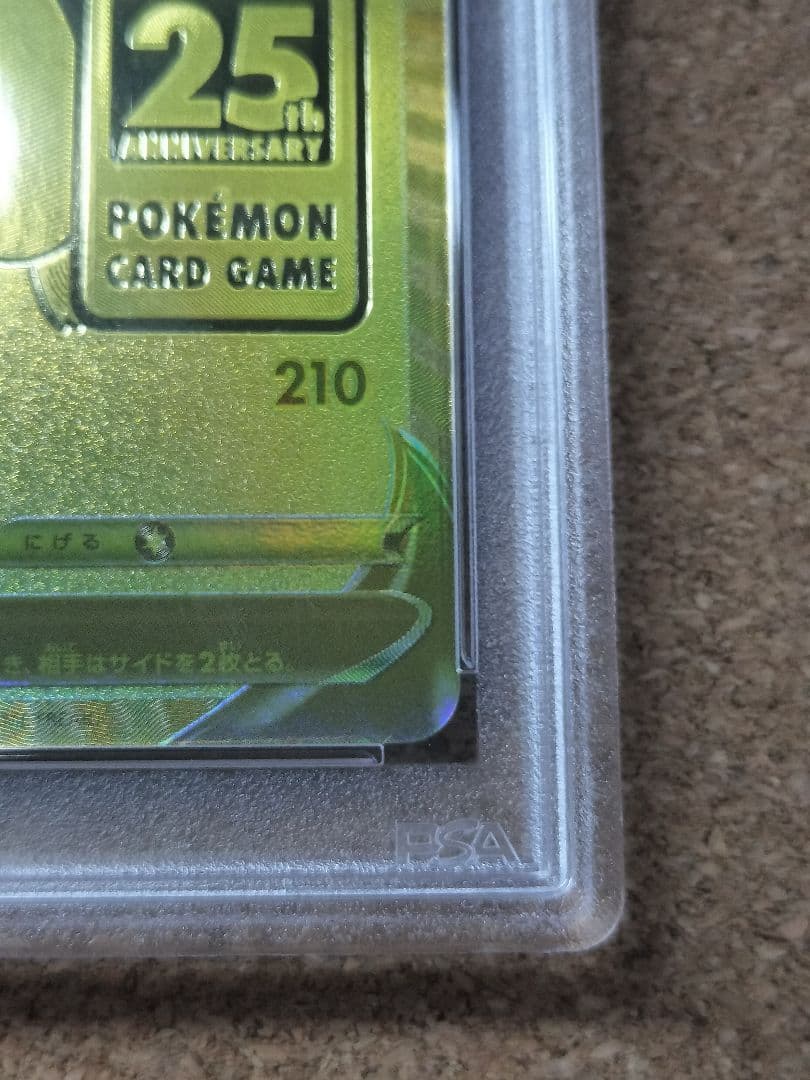 25th
ANNIVERSARY
POKÉMON
CARD GAME
210
にげる
き、相手はサイドを2枚とる。
PSA